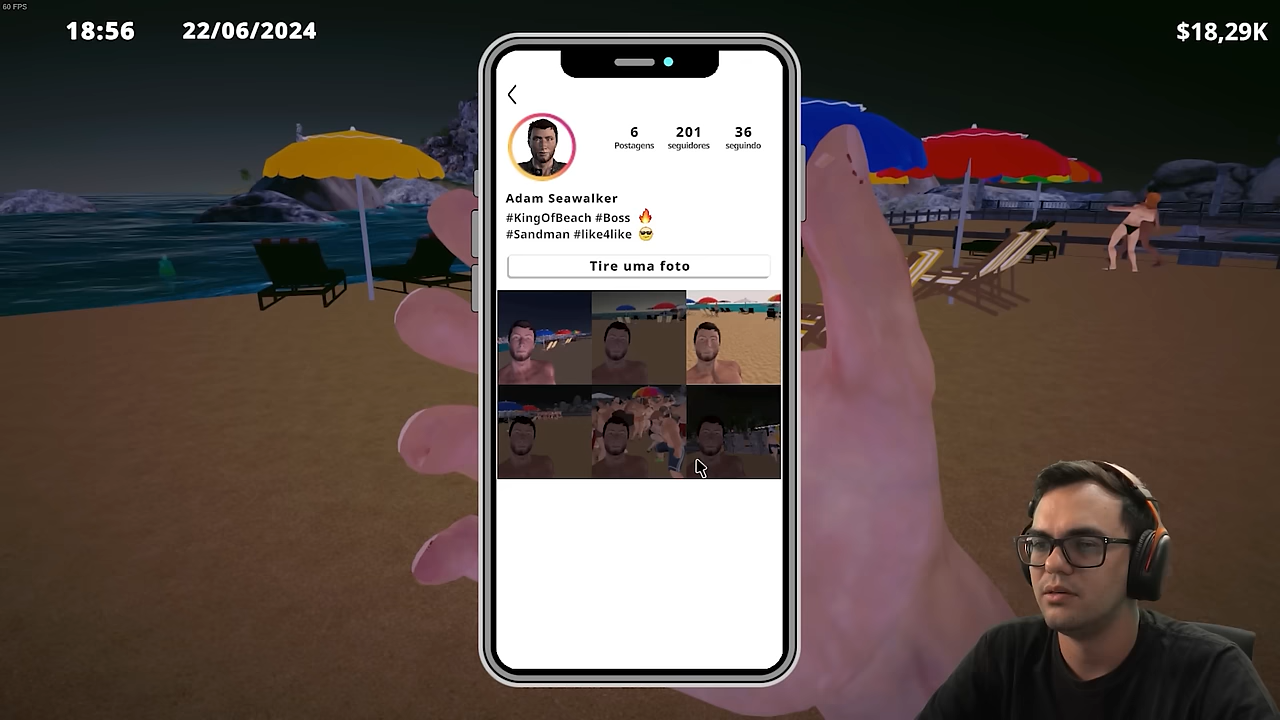 60 FPS
18:56 22/06/2024 $18,29K
6 201 36
Postagens seguidores seguindo
Adam Seawalker
#KingOfBeach #Boss 🔥
#Sandman #like4like 😎
Tire uma foto